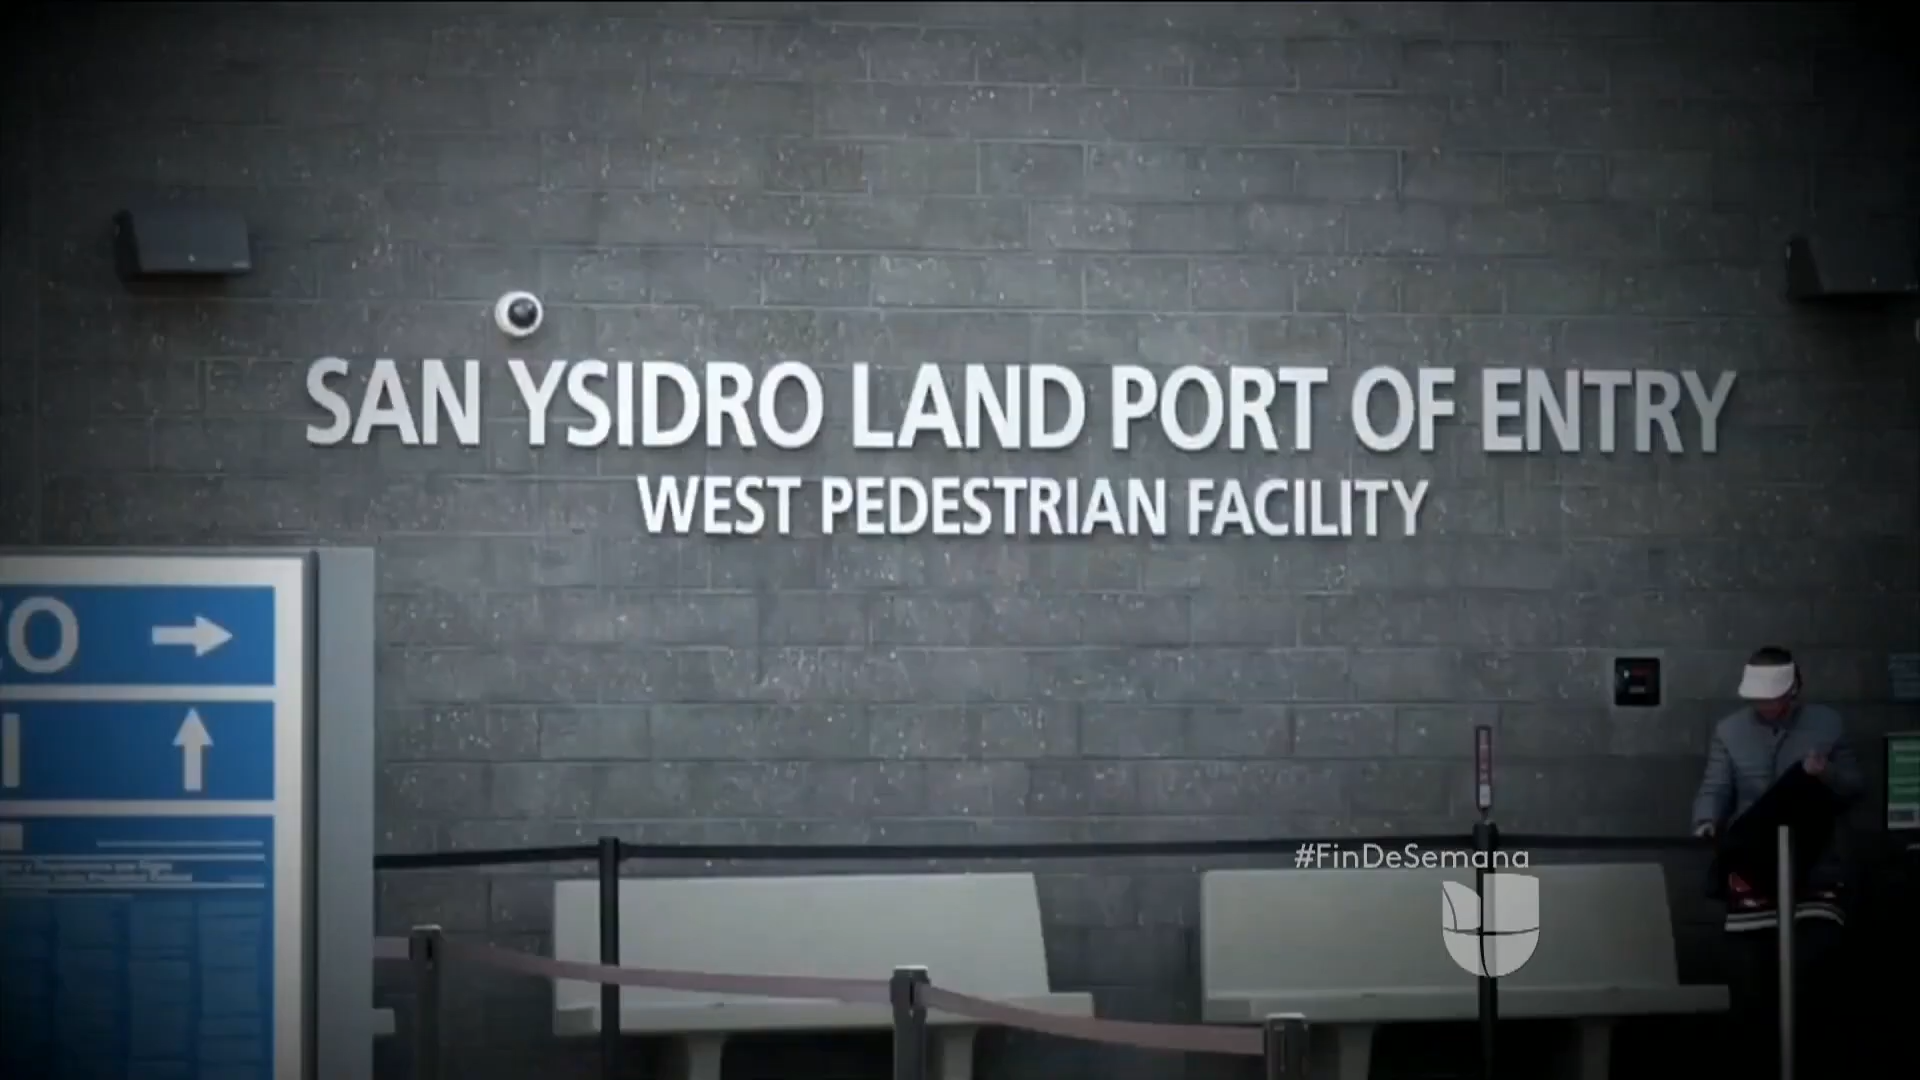 SAN YSIDRO LAND PORT OF ENTRY
WEST PEDESTRIAN FACILITY
#FinDeSemana